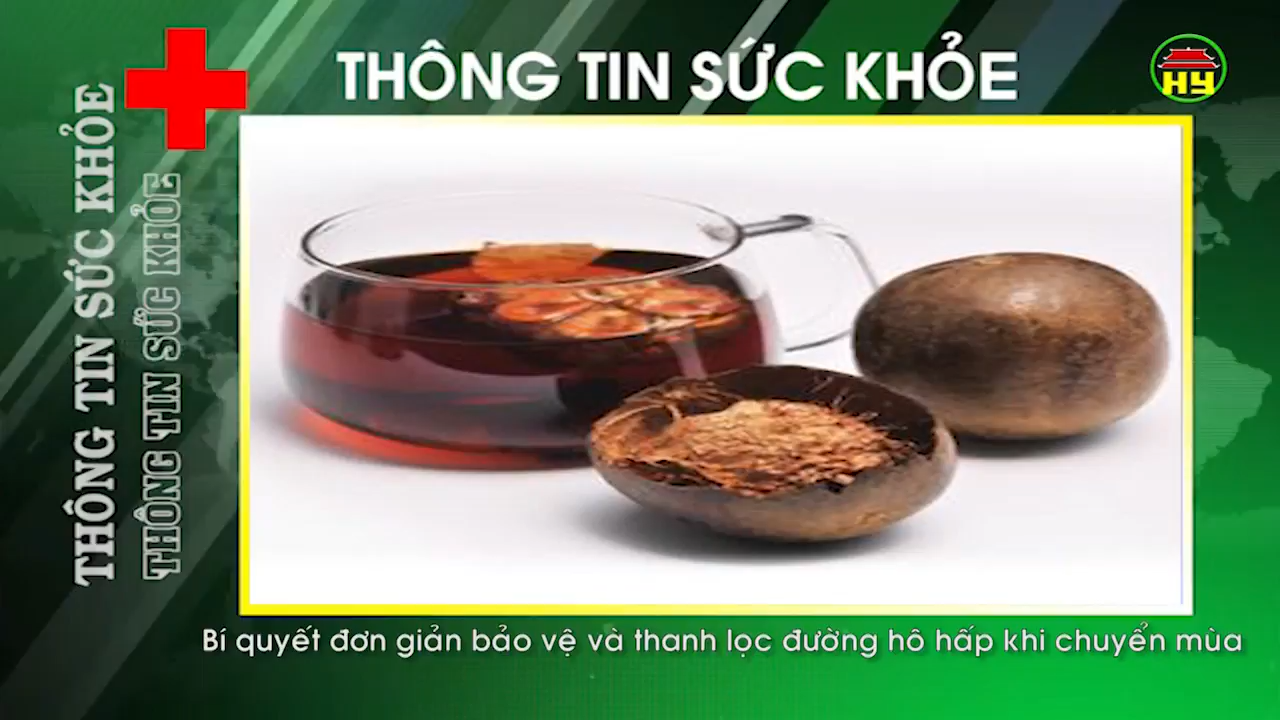 THÔNG TIN SỨC KHỎE
HY
THÔNG TIN SỨC KHỎE
THÔNG TIN SỨC KHỎE
Bí quyết đơn giản bảo vệ và thanh lọc đường hô hấp khi chuyển mùa